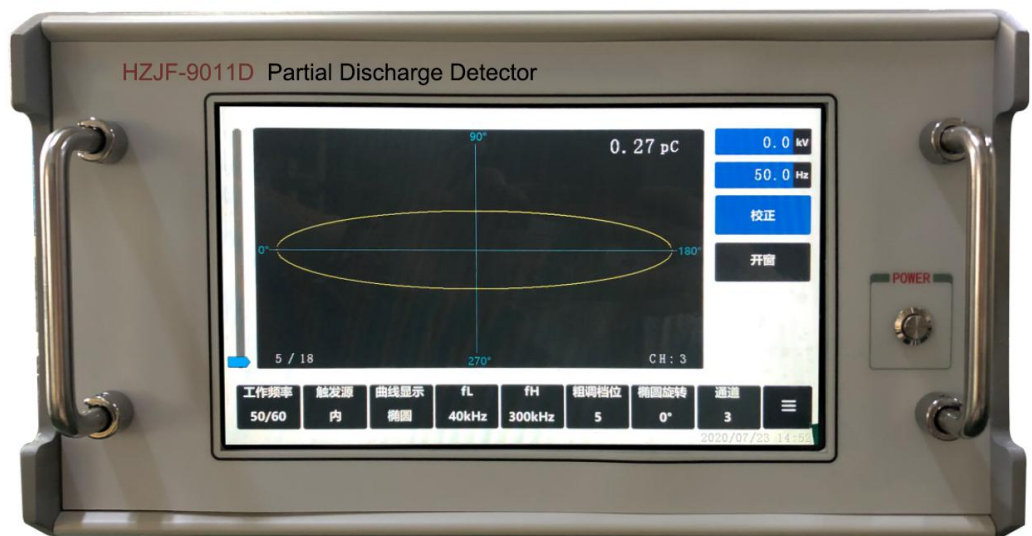 HZJF-9011D Partial Discharge Detector
90°
0.27 pC
0°
180°
5 / 18
270°
CH: 3
0.0 kV
50.0 Hz
校正
开窗
POWER
工作频率 触发源 曲线显示 fL fH 粗调档位 椭圆旋转 通道
50/60 内 椭圆 40kHz 300kHz 5 0° 3
2020/07/23 14:52